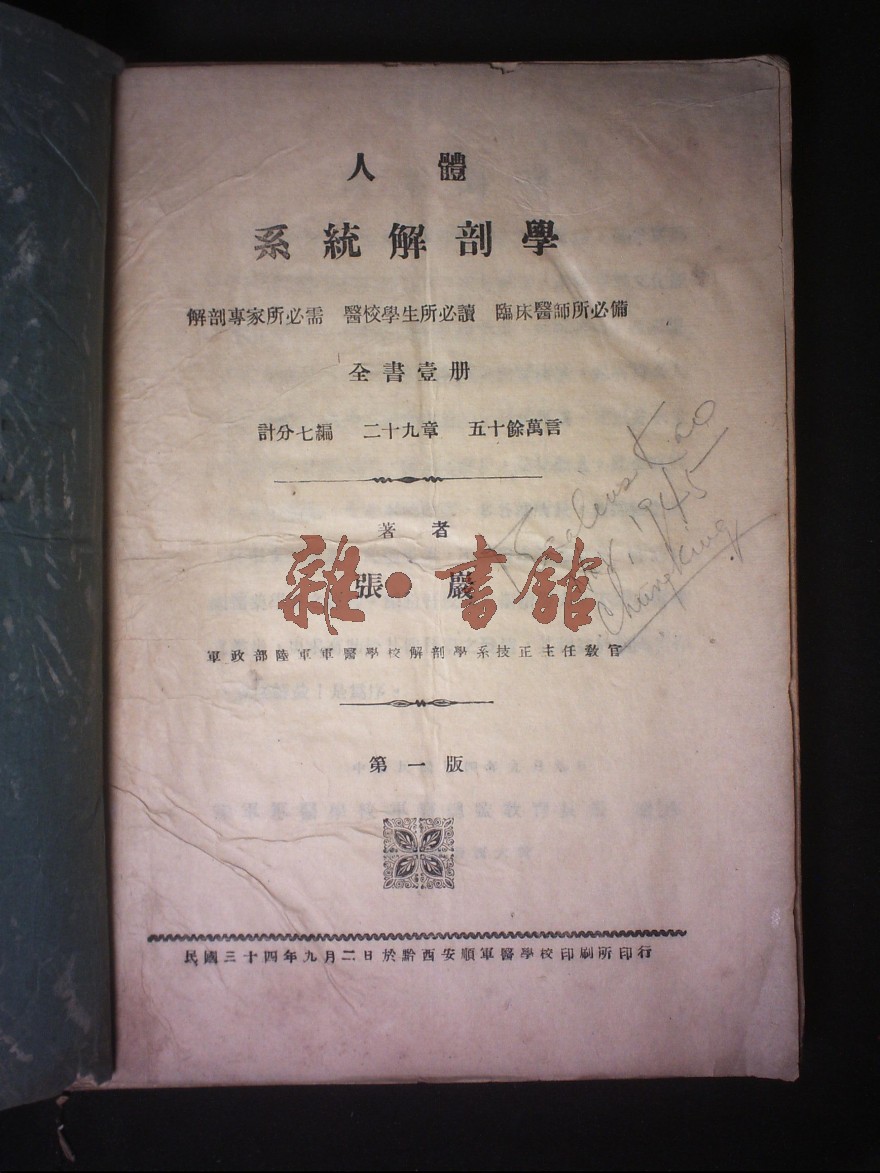 人體
系統解剖學
解剖專家所必需 醫校學生所必讀 臨床醫師所必備
全書壹册
計分七編 二十九章 五十餘萬言
著者
張巖
軍政部陸軍軍醫學校解剖學系技正主任教官
第一版
民國三十四年九月二日於黔西安順軍醫學校印刷所印行
Kao
1945
Chungking
雜·書館